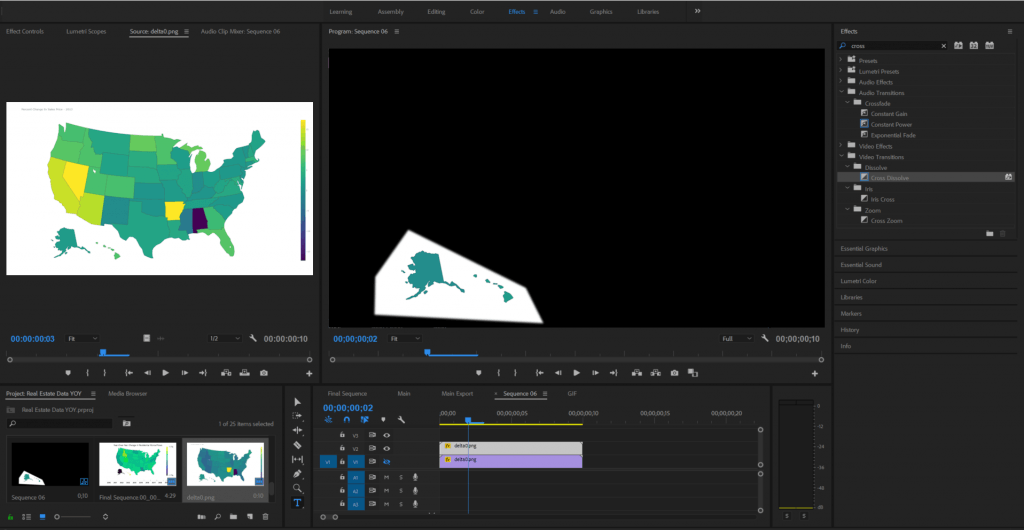 Learning Assembly Editing Color Effects Audio Graphics Libraries
Effect Controls Lumetri Scopes Source: delta0.png Audio Clip Mixer: Sequence 06
Program: Sequence 06
Effects
cross
Presets
Lumetri Presets
Audio Effects
Audio Transitions
Crossfade
Constant Gain
Constant Power
Exponential Fade
Video Effects
Video Transitions
Dissolve
Cross Dissolve
Iris
Iris Cross
Zoom
Cross Zoom
Essential Graphics
Essential Sound
Lumetri Color
Libraries
Markers
History
Info
00:00:00:03 Fit 1/2 00:00:00:10
00;00;00;02 Fit Full 00;00;00;10
Project: Real Estate Data YOY Media Browser
Real Estate Data YOY.prproj
1 of 25 items selected
Sequence 06 0;10
Final Sequence.00_00... 4:29
delta0.png 0:10
Final Sequence Main Main Export × Sequence 06 GIF
00;00;00;02
;00;00 00;00;00;05 00;00;00;10 00;00;00;15 00;00;00;20
V3
V2
delta0.png
V1 V1
delta0.png
A1 M S
A2 M S
A3 M S
0
S S